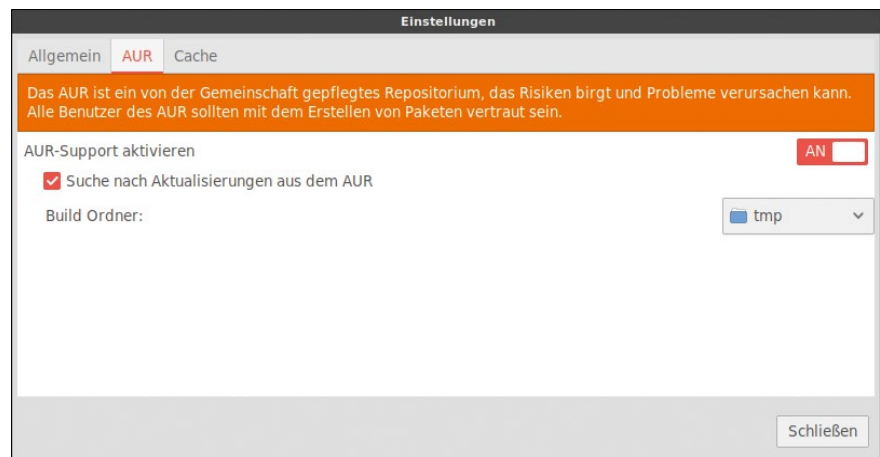 Einstellungen
Allgemein AUR Cache
Das AUR ist ein von der Gemeinschaft gepflegtes Repositorium, das Risiken birgt und Probleme verursachen kann.
Alle Benutzer des AUR sollten mit dem Erstellen von Paketen vertraut sein.
AUR-Support aktivieren AN
Suche nach Aktualisierungen aus dem AUR
Build Ordner: tmp
Schließen